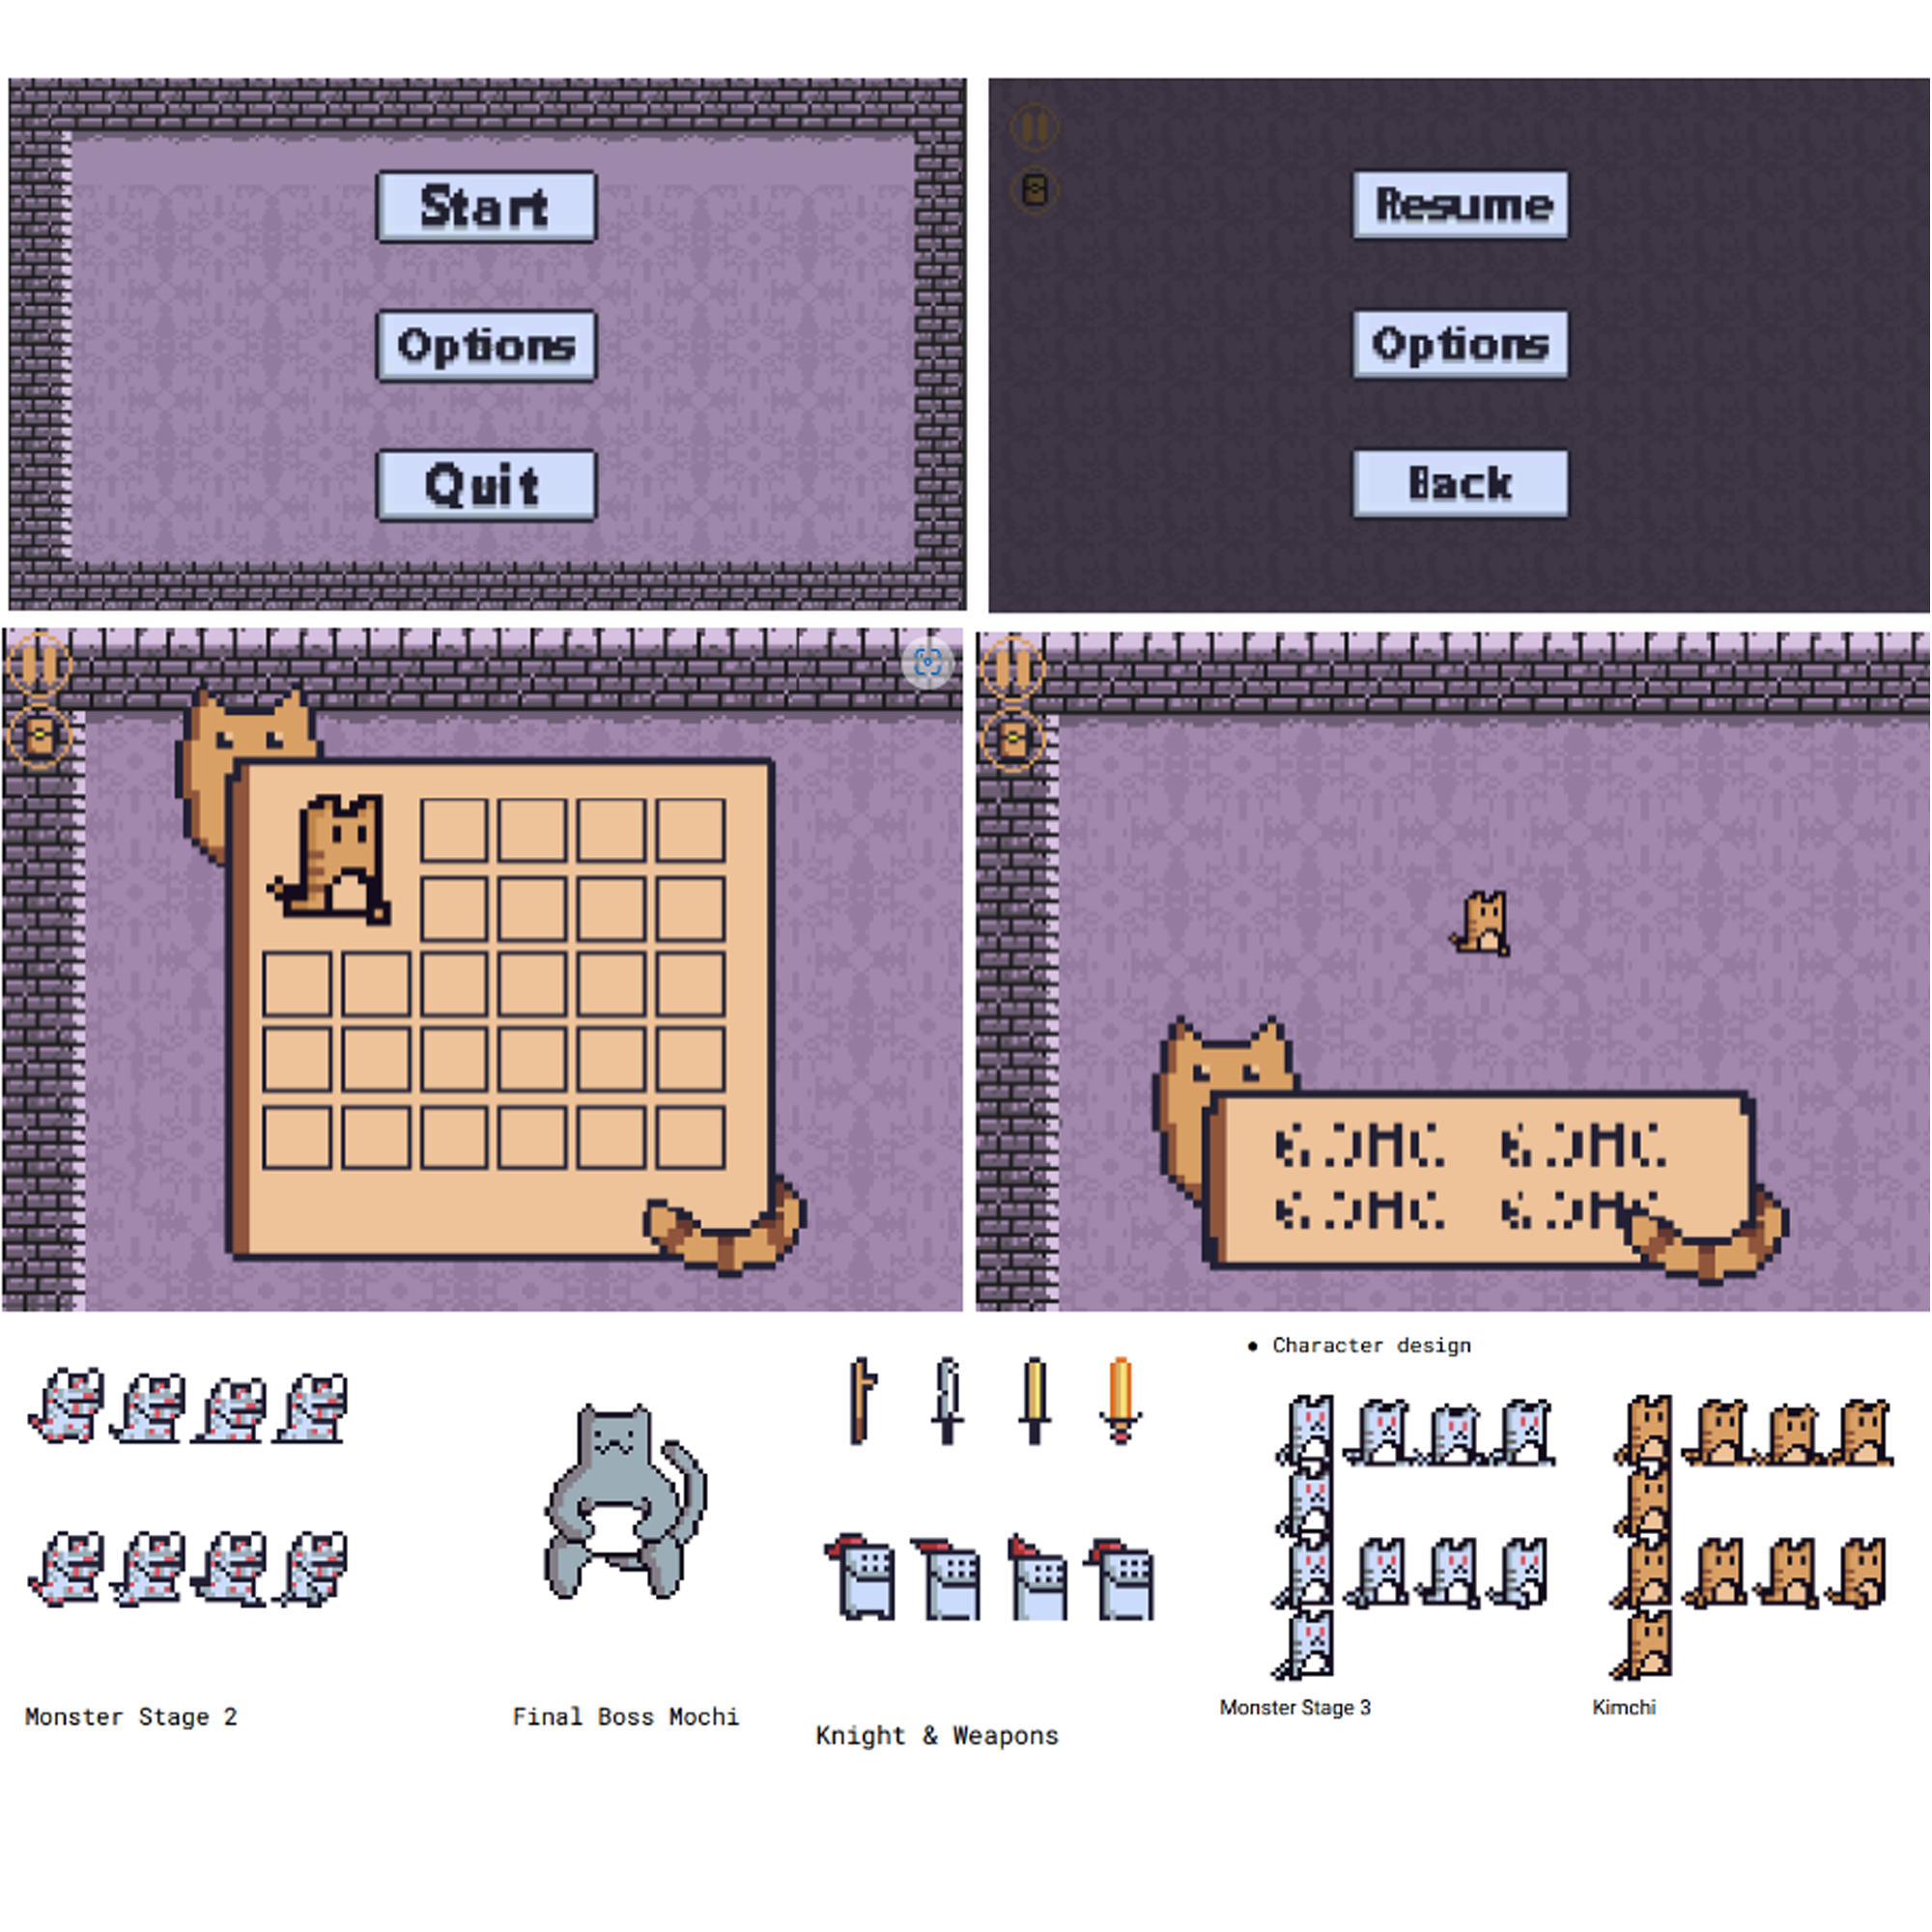 Start
Options
Quit
Resume
Options
Back
• Character design
Monster Stage 2
Final Boss Mochi
Knight & Weapons
Monster Stage 3
Kimchi